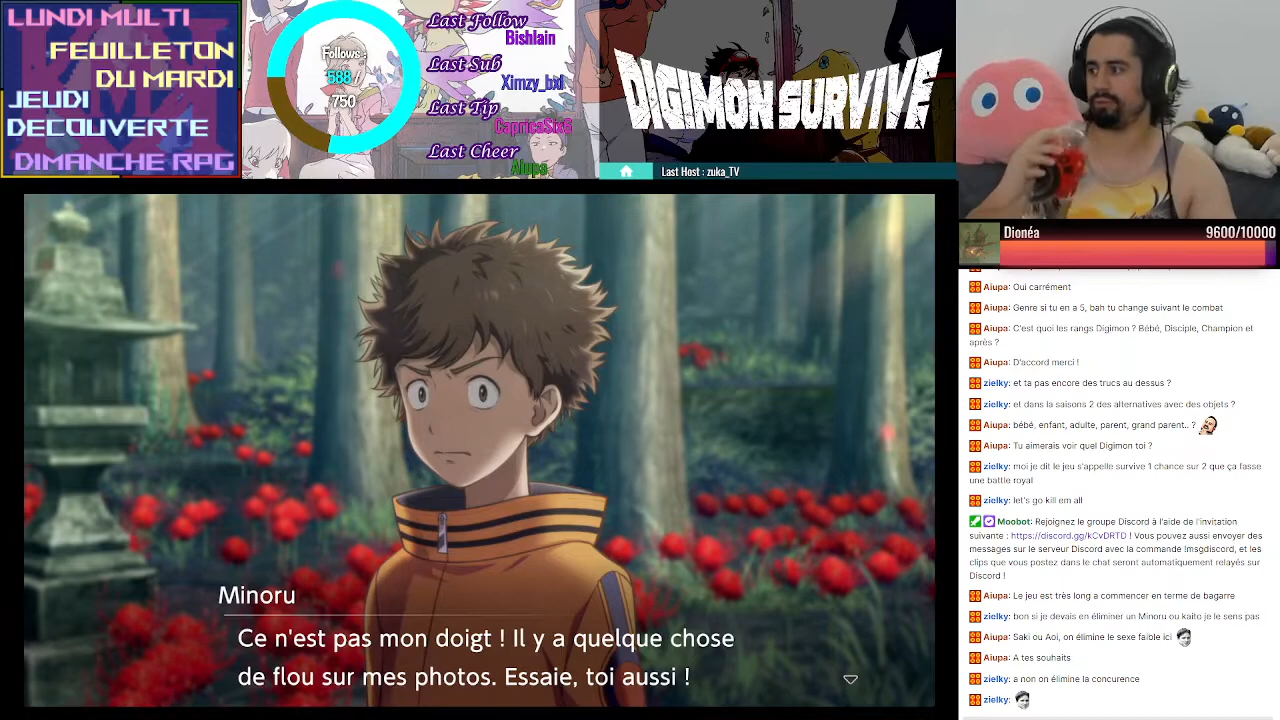 LUNDI MULTI
FEUILLETON
DU MARDI
JEUDI
DECOUVERTE
DIMANCHE RPG
Follows :
588 /
750
Last Follow
Bishlain
Last Sub
Ximzy_bxl
Last Tip
CapricaSix6
Last Cheer
Aiupa
DIGIMON SURVIVE
Last Host : zuka_TV
Dionéa
9600/10000
Aiupa: Oui carrément
Aiupa: Genre si tu en a 5, bah tu change suivant le combat
Aiupa: C'est quoi les rangs Digimon ? Bébé, Disciple, Champion et
après ?
Aiupa: D'accord merci !
zielky: et ta pas encore des trucs au dessus ?
zielky: et dans la saisons 2 des alternatives avec des objets ?
Aiupa: bébé, enfant, adulte, parent, grand parent.. ?
Aiupa: Tu aimerais voir quel Digimon toi ?
zielky: moi je dit le jeu s'appelle survive 1 chance sur 2 que ça fasse
une battle royal
zielky: let's go kill em all
Moobot: Rejoignez le groupe Discord à l'aide de l'invitation
suivante : https://discord.gg/kCvDRTD ! Vous pouvez aussi envoyer des
messages sur le serveur Discord avec la commande !msgdiscord, et les
clips que vous postez dans le chat seront automatiquement relayés sur
Discord !
Aiupa: Le jeu est très long a commencer en terme de bagarre
zielky: bon si je devais en éliminer un Minoru ou kaito je le sens pas
Aiupa: Saki ou Aoi, on élimine le sexe faible ici
Aiupa: A tes souhaits
zielky: a non on élimine la concurence
zielky:
Minoru
Ce n'est pas mon doigt ! Il y a quelque chose
de flou sur mes photos. Essaie, toi aussi !